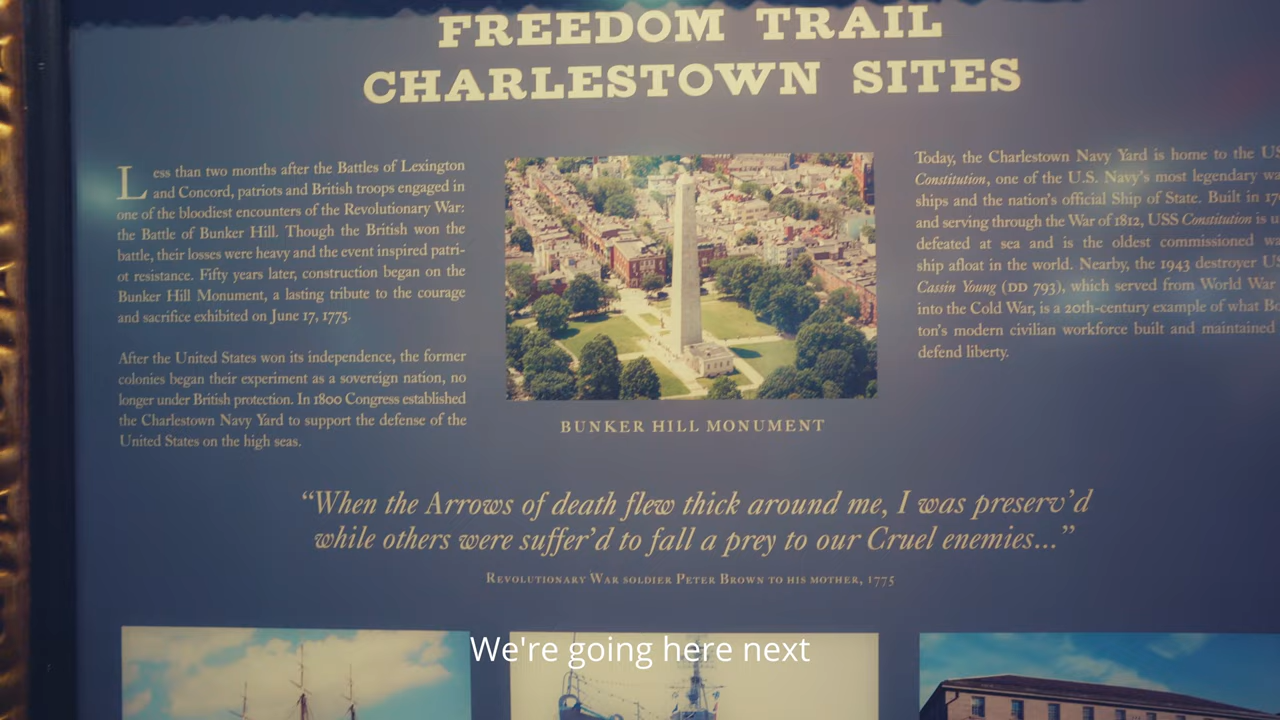 FREEDOM TRAIL
CHARLESTOWN SITES
Less than two months after the Battles of Lexington
and Concord, patriots and British troops engaged in
one of the bloodiest encounters of the Revolutionary War:
the Battle of Bunker Hill. Though the British won the
battle, their losses were heavy and the event inspired patri-
ot resistance. Fifty years later, construction began on the
Bunker Hill Monument, a lasting tribute to the courage
and sacrifice exhibited on June 17, 1775.
After the United States won its independence, the former
colonies began their experiment as a sovereign nation, no
longer under British protection. In 1800 Congress established
the Charlestown Navy Yard to support the defense of the
United States on the high seas.
BUNKER HILL MONUMENT
Today, the Charlestown Navy Yard is home to the
Constitution, one of the U.S. Navy's most legendary
ships and the nation's official Ship of State. Built in
and serving through the War of 1812, USS Constitution is
defeated at sea and is the oldest commissioned
ship afloat in the world. Nearby, the 1943 destroyer
Cassin Young (DD 793), which served from World War
into the Cold War, is a 20th-century example of what
ton's modern civilian workforce built and maintained
defend liberty.
"When the Arrows of death flew thick around me, I was preserv'd
while others were suffer'd to fall a prey to our Cruel enemies..."
REVOLUTIONARY WAR SOLDIER PETER BROWN TO HIS MOTHER, 1775
We're going here next